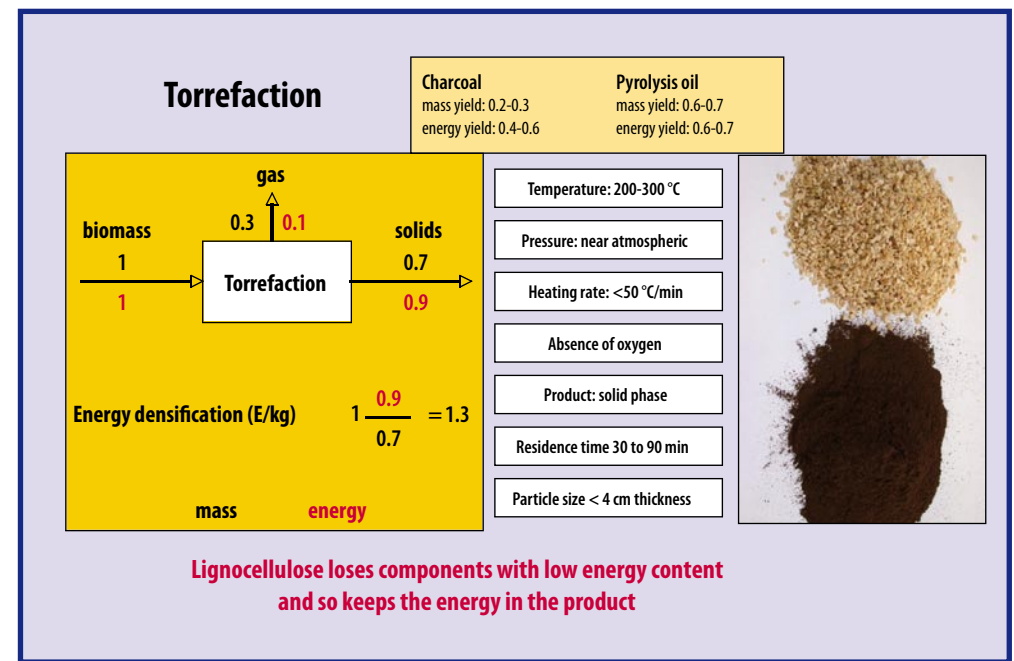 Torrefaction
Charcoal
mass yield: 0.2-0.3
energy yield: 0.4-0.6
Pyrolysis oil
mass yield: 0.6-0.7
energy yield: 0.6-0.7
gas
0.3 0.1
biomass
1
1
Torrefaction
solids
0.7
0.9
Energy densification (E/kg) 1 0.9 = 1.3
0.7
mass energy
Temperature: 200-300 °C
Pressure: near atmospheric
Heating rate: <50 °C/min
Absence of oxygen
Product: solid phase
Residence time 30 to 90 min
Particle size < 4 cm thickness
Lignocellulose loses components with low energy content
and so keeps the energy in the product